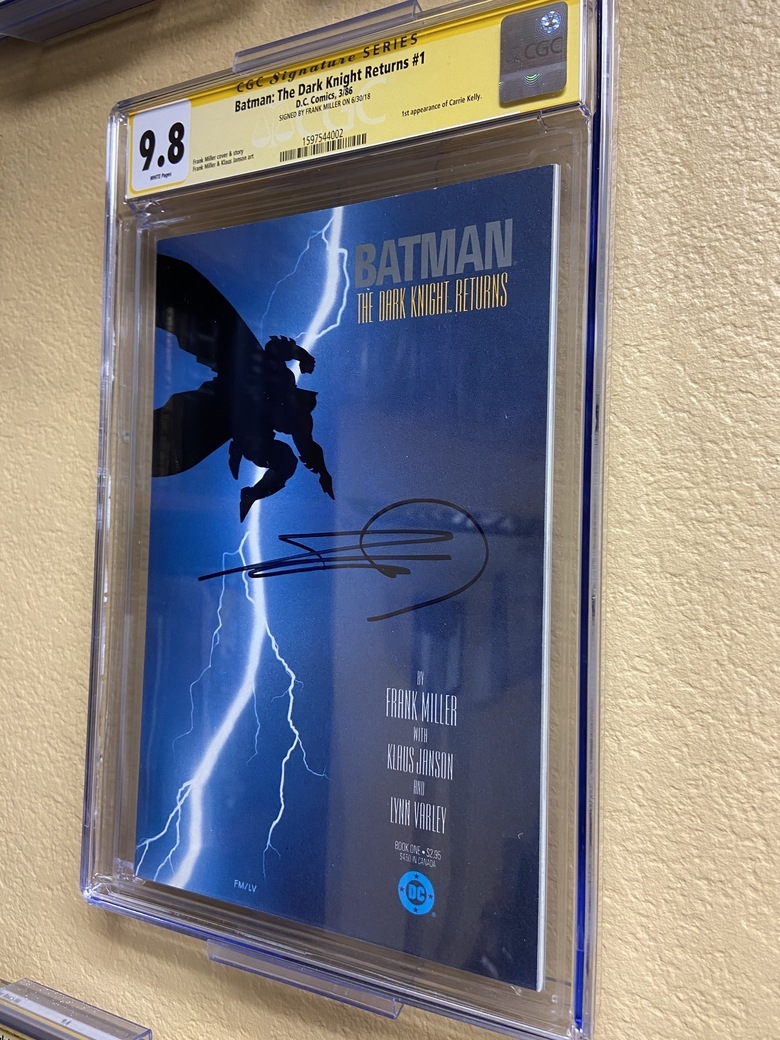 CGC Signature SERIES
Batman: The Dark Knight Returns #1
D.C. Comics, 3/86
SIGNED BY FRANK MILLER ON 6/30/18
9.8
WHITE Pages
Frank Miller cover & story
Frank Miller & Klaus Janson art
1st appearance of Carrie Kelly.
1597544002
CGC
CGC
BATMAN
THE DARK KNIGHT™ RETURNS
BY
FRANK MILLER
WITH
KLAUS JANSON
AND
LYNN VARLEY
BOOK ONE • $2.95
$4.50 IN CANADA
DC
®
FM/LV